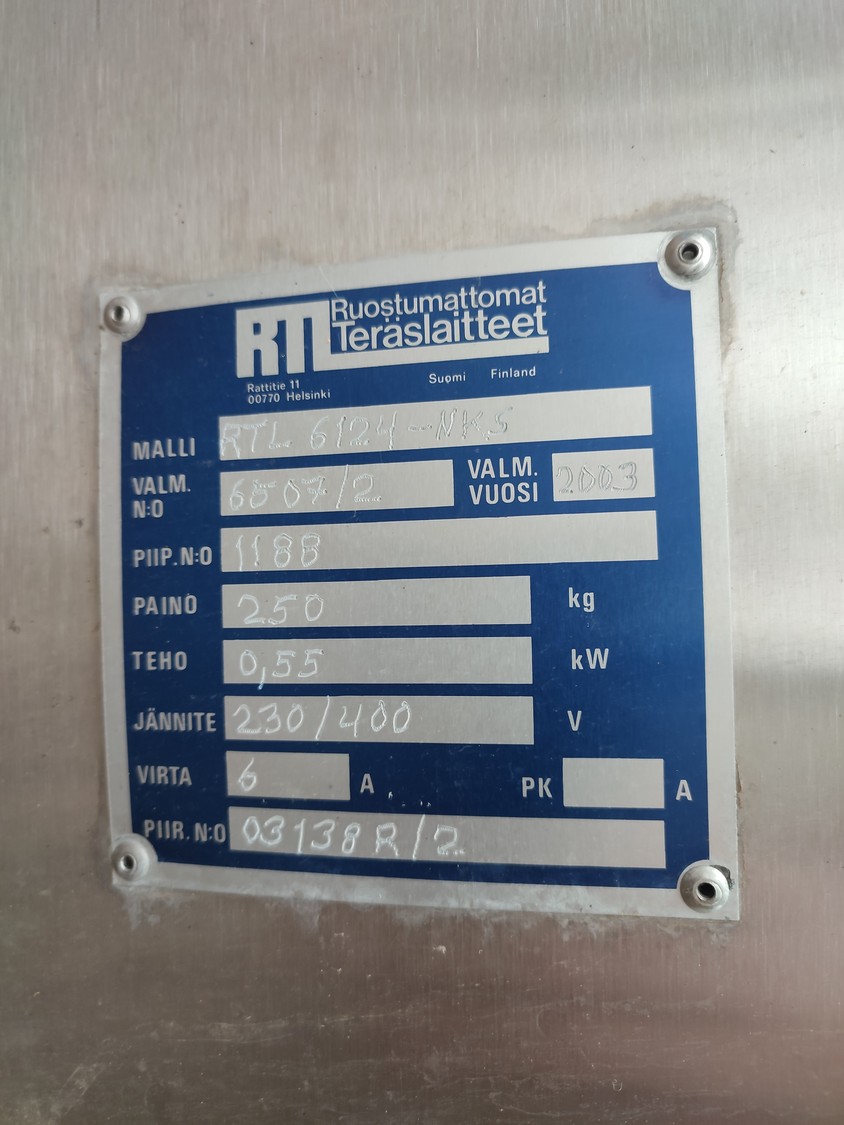 RTL Ruostumattomat
Teräslaitteet
Rattitie 11
00770 Helsinki
Suomi Finland
MALLI RTL 6124-NKS
VALM. N:O 6507/2 VALM. VUOSI 2003
PIIP.N:O 1188
PAINO 250 kg
TEHO 0,55 kW
JÄNNITE 230/400 V
VIRTA 6 A PK A
PIIR. N:O 03138R/2